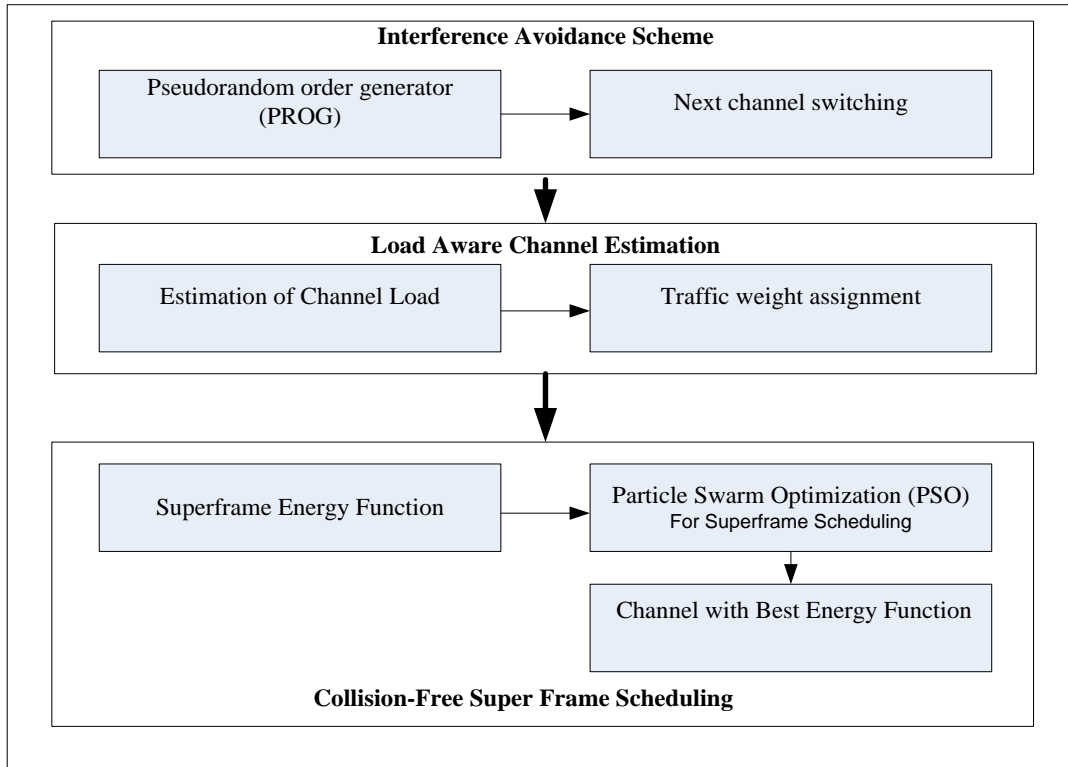 Interference Avoidance Scheme
Pseudorandom order generator
(PROG)
Next channel switching
Load Aware Channel Estimation
Estimation of Channel Load
Traffic weight assignment
Superframe Energy Function
Particle Swarm Optimization (PSO)
For Superframe Scheduling
Channel with Best Energy Function
Collision-Free Super Frame Scheduling